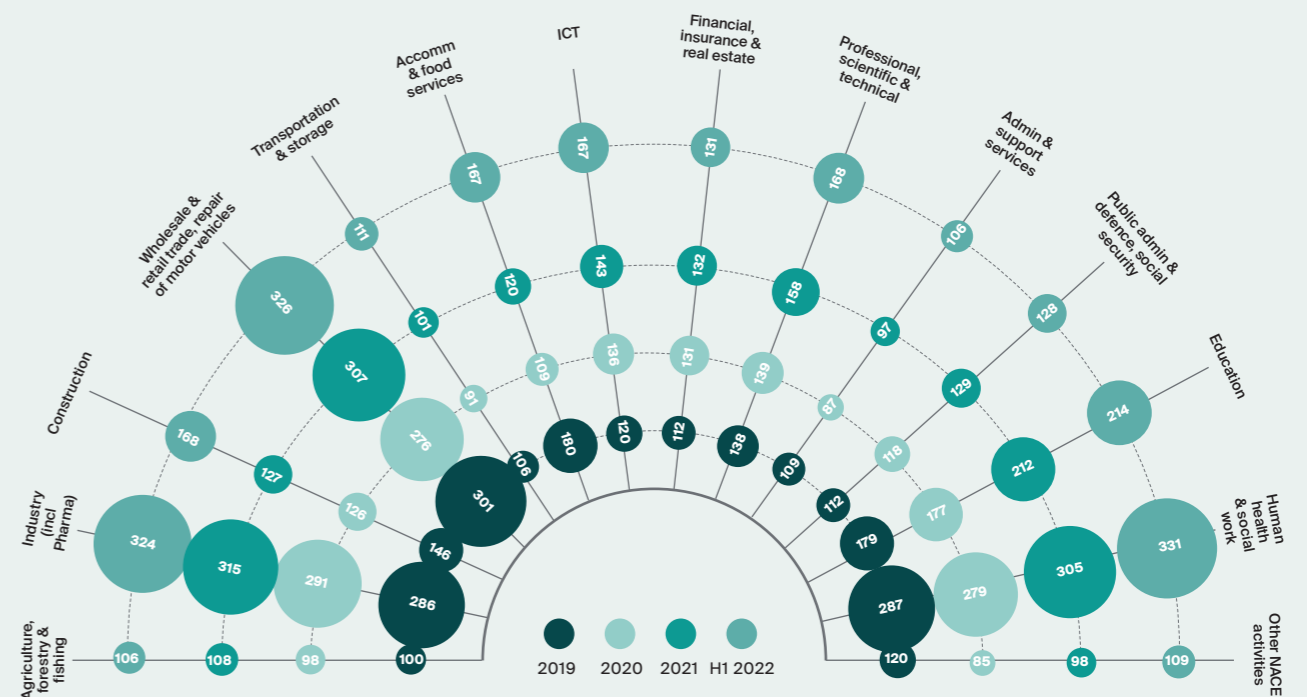 Agriculture,
forestry &
fishing
106
108
98
100
Industry
(incl
Pharma)
324
315
291
286
Construction
168
127
126
146
Wholesale &
retail trade, repair
of motor vehicles
326
307
276
301
Transportation
& storage
111
101
91
106
Accomm
& food
services
167
120
109
180
ICT
167
143
136
120
Financial,
insurance &
real estate
131
132
131
112
Professional,
scientific &
technical
168
158
139
138
Admin &
support
services
106
97
87
109
Public admin &
defence, social
security
128
129
118
112
Education
214
212
177
179
Human
health
& social
work
331
305
279
287
Other NACE
activities
109
98
85
120
2019
2020
2021
H1 2022